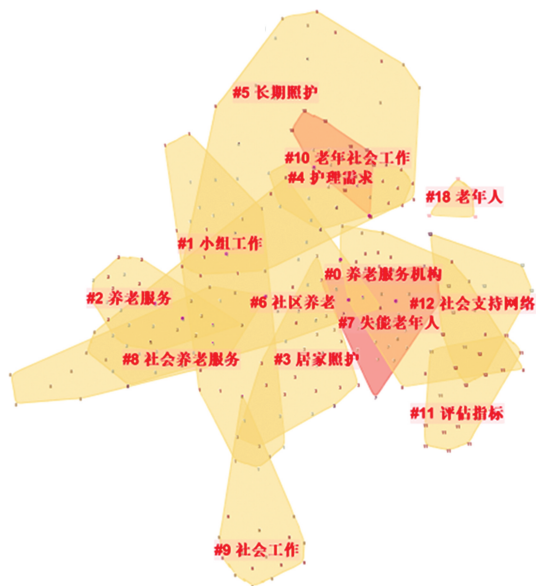 #5 长期照护
#10 老年社会工作
#4 护理需求
#18 老年人
#1 小组工作
#0 养老服务机构
#2 养老服务
#6 社区养老
#12 社会支持网络
#7 失能老年人
#8 社会养老服务
#3 居家照护
#11 评估指标
#9 社会工作